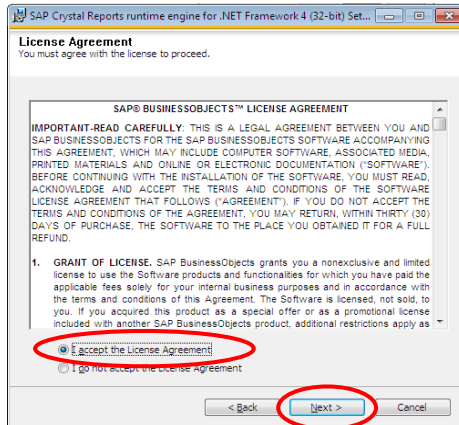 SAP Crystal Reports runtime engine for .NET Framework 4 (32-bit) Set...
License Agreement
You must agree with the license to proceed.
SAP® BUSINESSOBJECTS™ LICENSE AGREEMENT
IMPORTANT-READ CAREFULLY: THIS IS A LEGAL AGREEMENT BETWEEN YOU AND
SAP BUSINESSOBJECTS FOR THE SAP BUSINESSOBJECTS SOFTWARE ACCOMPANYING
THIS AGREEMENT, WHICH MAY INCLUDE COMPUTER SOFTWARE, ASSOCIATED MEDIA,
PRINTED MATERIALS AND ONLINE OR ELECTRONIC DOCUMENTATION ("SOFTWARE").
BEFORE CONTINUING WITH THE INSTALLATION OF THE SOFTWARE, YOU MUST READ,
ACKNOWLEDGE AND ACCEPT THE TERMS AND CONDITIONS OF THE SOFTWARE
LICENSE AGREEMENT THAT FOLLOWS ("AGREEMENT"). IF YOU DO NOT ACCEPT THE
TERMS AND CONDITIONS OF THE AGREEMENT, YOU MAY RETURN, WITHIN THIRTY (30)
DAYS OF PURCHASE, THE SOFTWARE TO THE PLACE YOU OBTAINED IT FOR A FULL
REFUND.
1. GRANT OF LICENSE. SAP BusinessObjects grants you a nonexclusive and limited
license to use the Software products and functionalities for which you have paid the
applicable fees solely for your internal business purposes and in accordance with
the terms and conditions of this Agreement. The Software is licensed, not sold, to
you. If you acquired this product as a special offer or as a promotional license
included with another SAP BusinessObjects product, additional restrictions apply as
I accept the License Agreement
I do not accept the License Agreement
< Back Next > Cancel